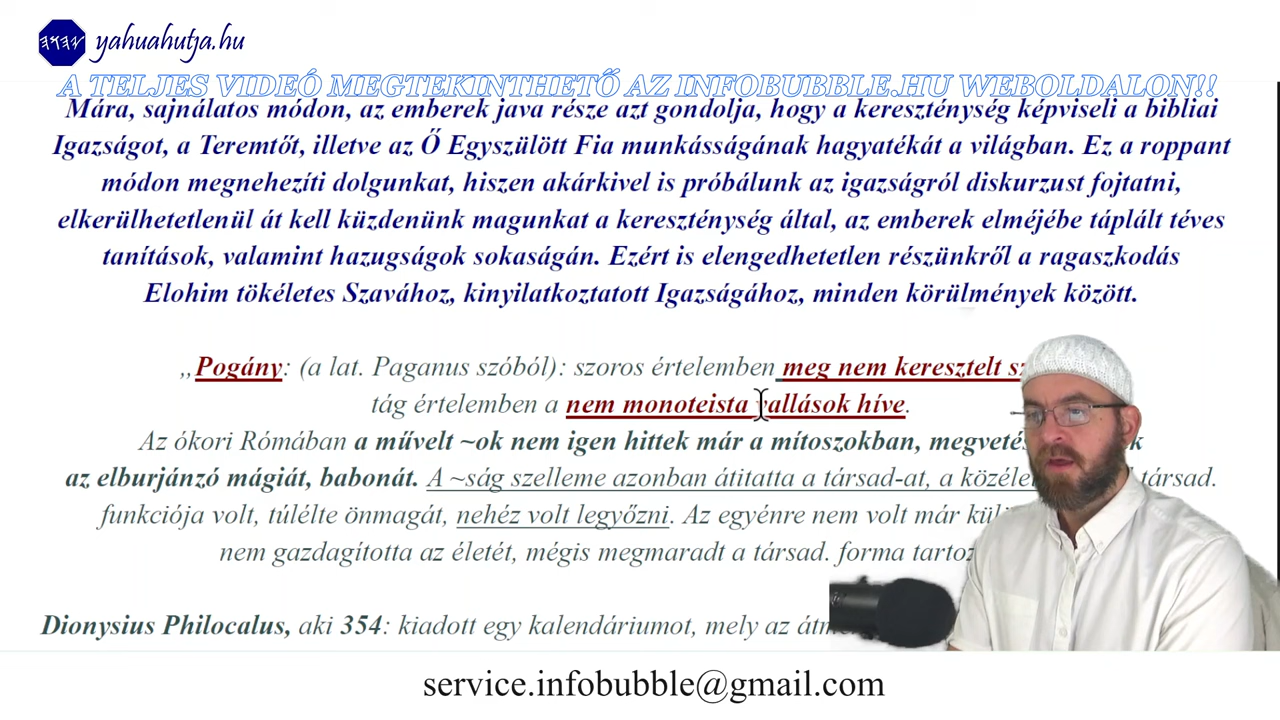 yahuahutja.hu
A TELJES VIDEÓ MEGTEKINTHETŐ AZ INFOBUBBLE.HU WEBOLDALON!!
Mára, sajnálatos módon, az emberek java része azt gondolja, hogy a kereszténység képviseli a bibliai
Igazságot, a Teremtőt, illetve az Ő Egyszülött Fia munkásságának hagyatékát a világban. Ez a roppant
módon megnehezíti dolgunkat, hiszen akárkivel is próbálunk az igazságról diskurzust fojtatni,
elkerülhetetlenül át kell küzdenünk magunkat a kereszténység által, az emberek elméjébe táplált téves
tanítások, valamint hazugságok sokaságán. Ezért is elengedhetetlen részünkről a ragaszkodás
Elohim tökéletes Szavához, kinyilatkoztatott Igazságához, minden körülmények között.
„Pogány: (a lat. Paganus szóból): szoros értelemben meg nem keresztelt
tág értelemben a nem monoteista vallások híve.
Az ókori Rómában a művelt ~ok nem igen hittek már a mítoszokban,
az elburjánzó mágiát, babonát. A ~ság szelleme azonban átitatta a társad-at, a társad.
funkciója volt, túlélte önmagát, nehéz volt legyőzni. Az egyénre nem volt már
nem gazdagította az életét, mégis megmaradt a társad. forma
Dionysius Philocalus, aki 354: kiadott egy kalendáriumot, mely az
service.infobubble@gmail.com